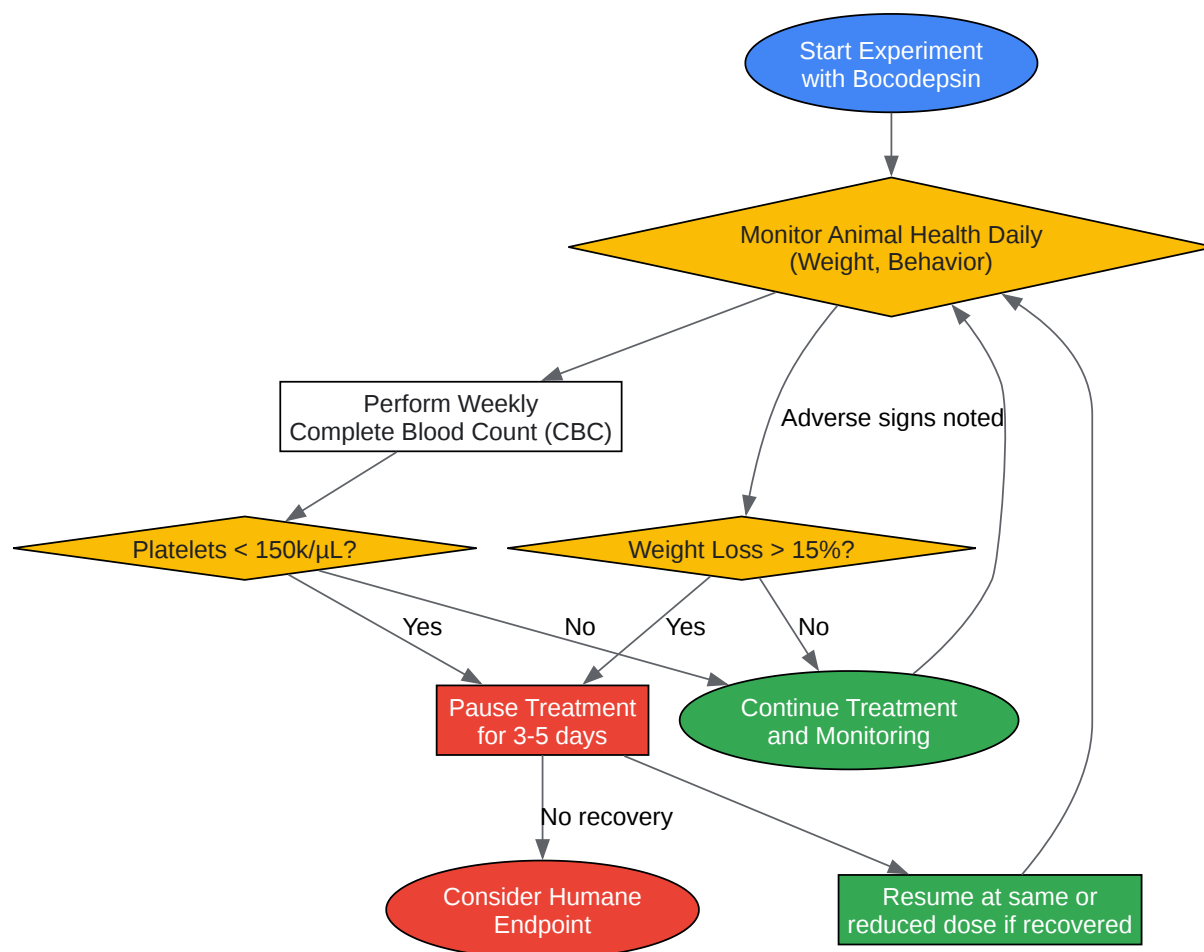 Start Experiment
with Bocodepsin
Monitor Animal Health Daily
(Weight, Behavior)
Perform Weekly
Complete Blood Count (CBC)
Adverse signs noted
Platelets < 150k/µL?
Weight Loss > 15%?
Yes
No
Yes
No
Pause Treatment
for 3-5 days
Continue Treatment
and Monitoring
No recovery
Consider Humane
Endpoint
Resume at same or
reduced dose if recovered